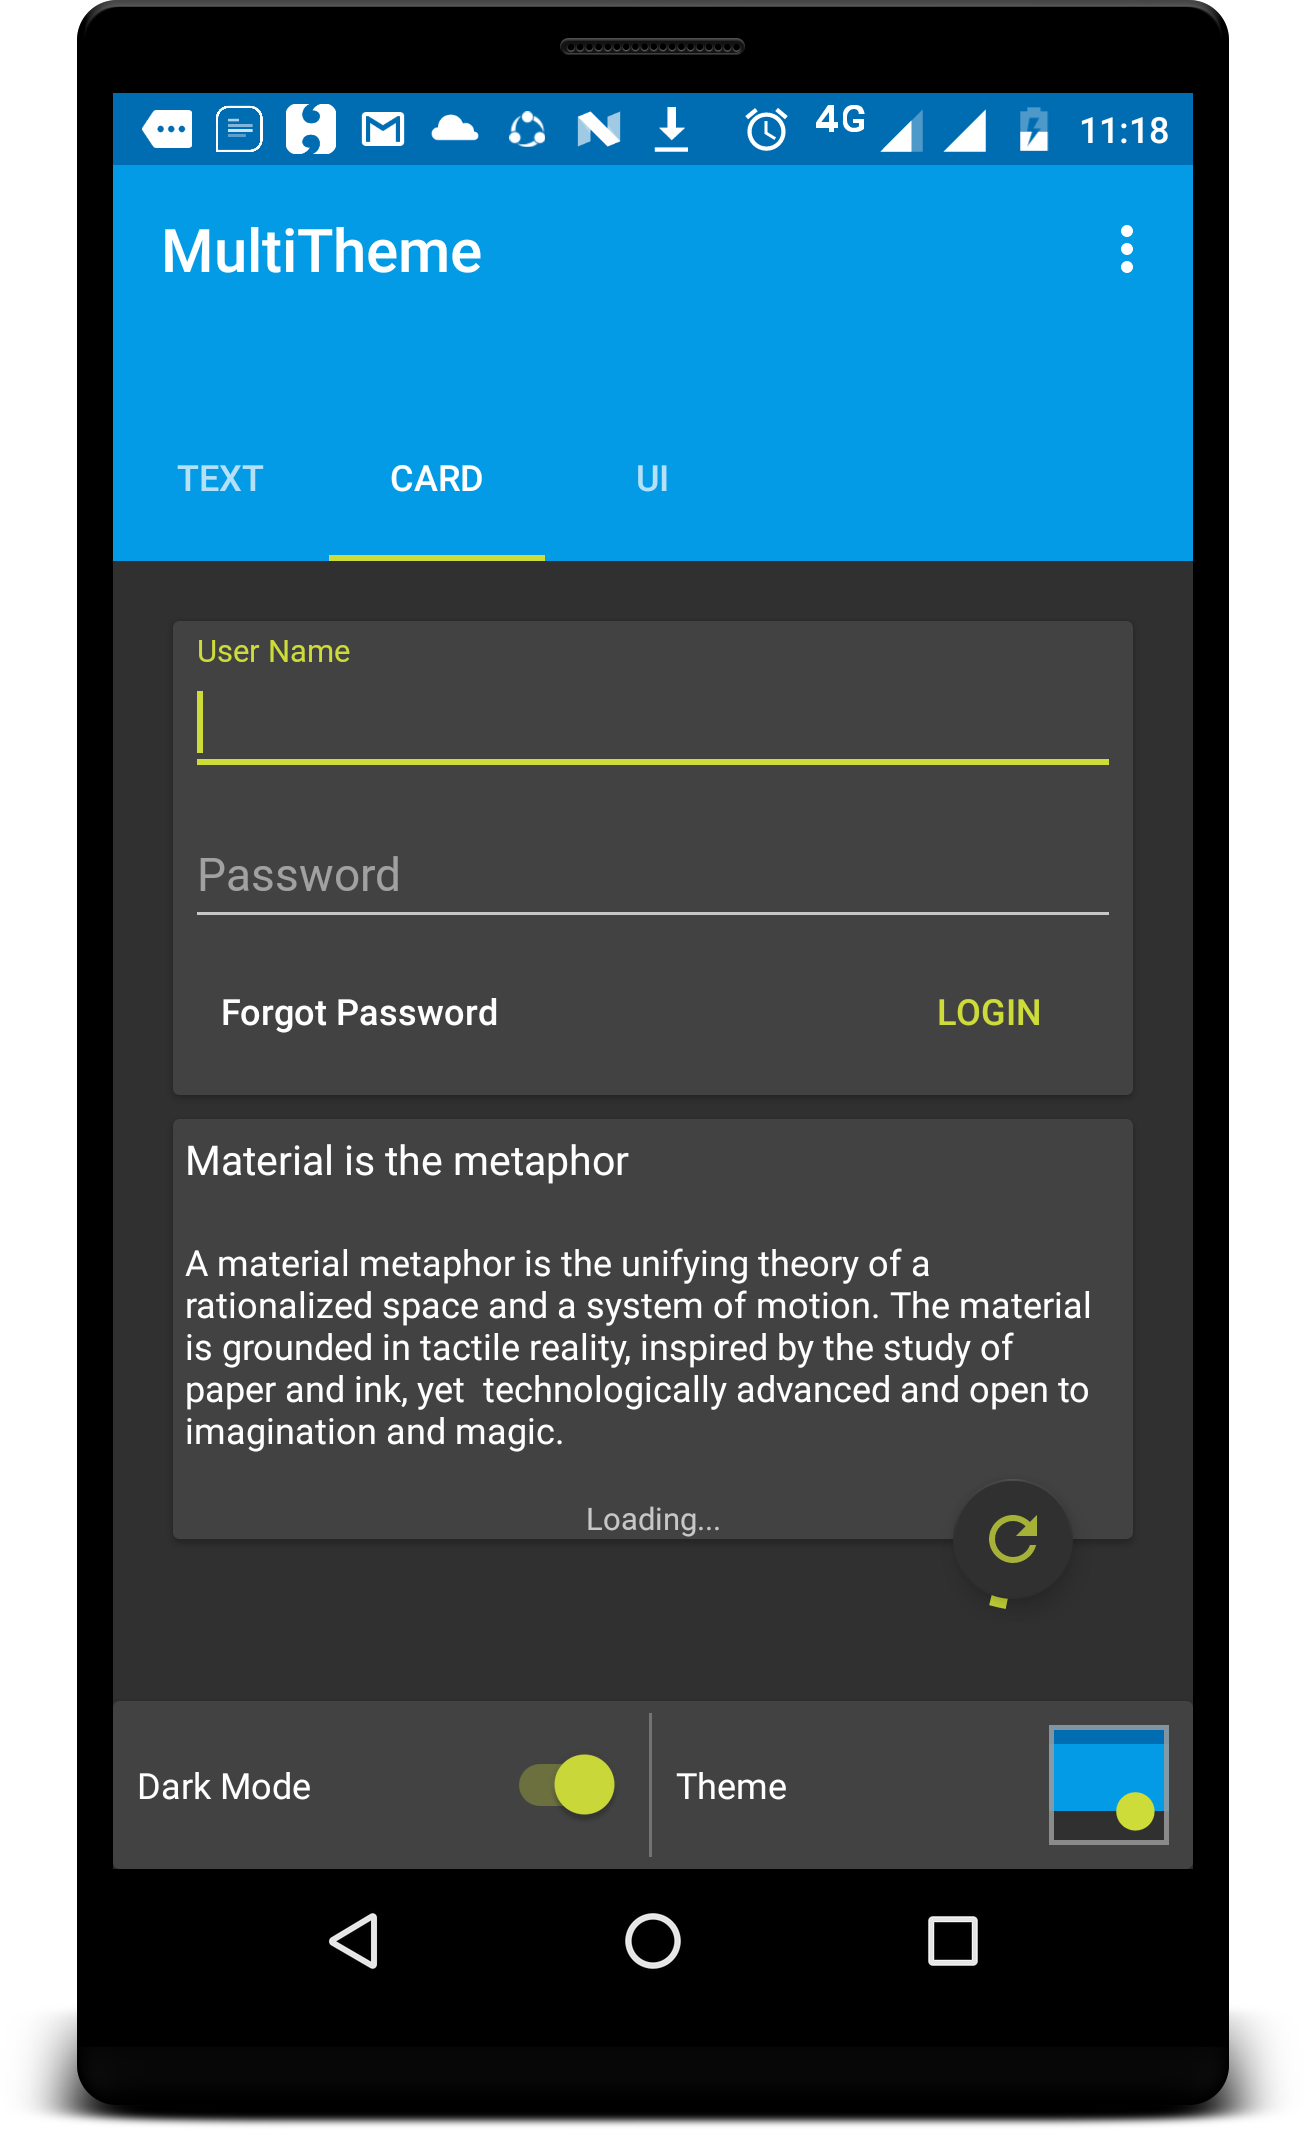 4G 11:18
MultiTheme
TEXT CARD UI
User Name
Password
Forgot Password LOGIN
Material is the metaphor
A material metaphor is the unifying theory of a
rationalized space and a system of motion. The material
is grounded in tactile reality, inspired by the study of
paper and ink, yet  technologically advanced and open to
imagination and magic.
Loading...
Dark Mode Theme